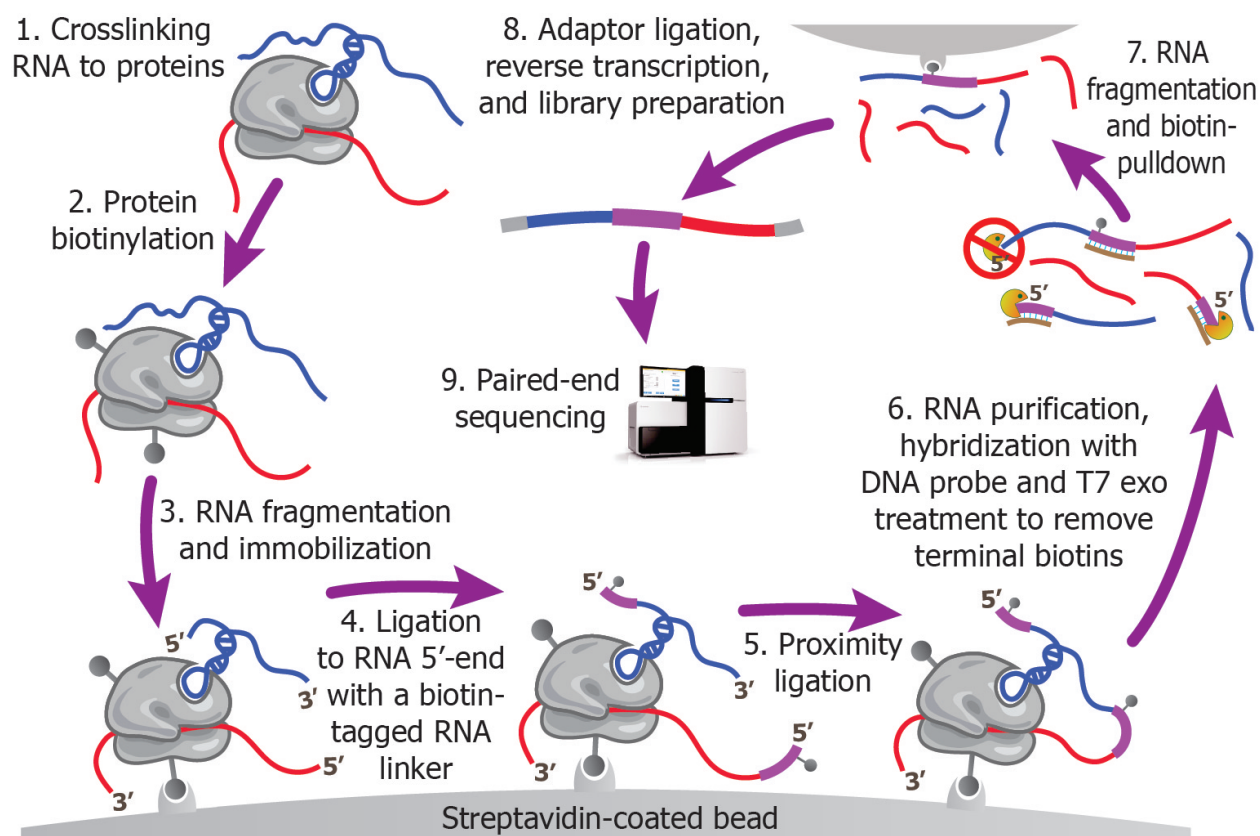 1. Crosslinking
RNA to proteins
2. Protein
biotinylation
3. RNA fragmentation
and immobilization
5′
3′
3′
5′
4. Ligation
to RNA 5′-end
with a biotin-
tagged RNA
linker
5′
3′
5′
3′
5. Proximity
ligation
5′
3′
Streptavidin-coated bead
6. RNA purification,
hybridization with
DNA probe and T7 exo
treatment to remove
terminal biotins
5′
5′
5′
7. RNA
fragmentation
and biotin-
pulldown
8. Adaptor ligation,
reverse transcription,
and library preparation
9. Paired-end
sequencing